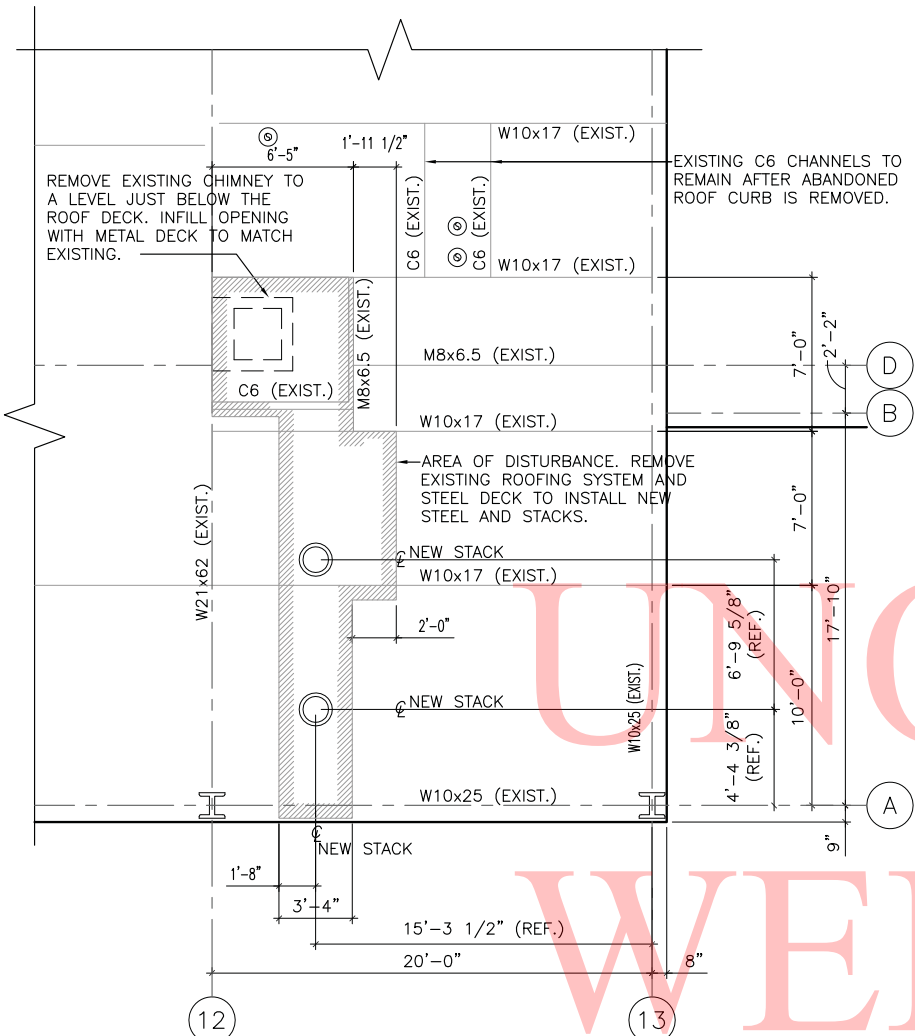 6'-5"
1'-11 1/2"
W10x17 (EXIST.)
REMOVE EXISTING CHIMNEY TO
A LEVEL JUST BELOW THE
ROOF DECK. INFILL OPENING
WITH METAL DECK TO MATCH
EXISTING.
EXISTING C6 CHANNELS TO
REMAIN AFTER ABANDONED
ROOF CURB IS REMOVED.
C6 (EXIST.)
C6 (EXIST.)
W10x17 (EXIST.)
M8x6.5 (EXIST.)
M8x6.5 (EXIST.)
C6 (EXIST.)
7'-0"
2'-2"
D
B
W10x17 (EXIST.)
AREA OF DISTURBANCE. REMOVE
EXISTING ROOFING SYSTEM AND
STEEL DECK TO INSTALL NEW
STEEL AND STACKS.
W21x62 (EXIST.)
7'-0"
℄ NEW STACK
W10x17 (EXIST.)
2'-0"
6'-9 5/8"
(REF.)
17'-10"
10'-0"
℄ NEW STACK
W10x25 (EXIST.)
4'-4 3/8"
(REF.)
W10x25 (EXIST.)
A
9"
℄
NEW STACK
1'-8"
3'-4"
15'-3 1/2" (REF.)
20'-0"
8"
12
13
UNC
WEI